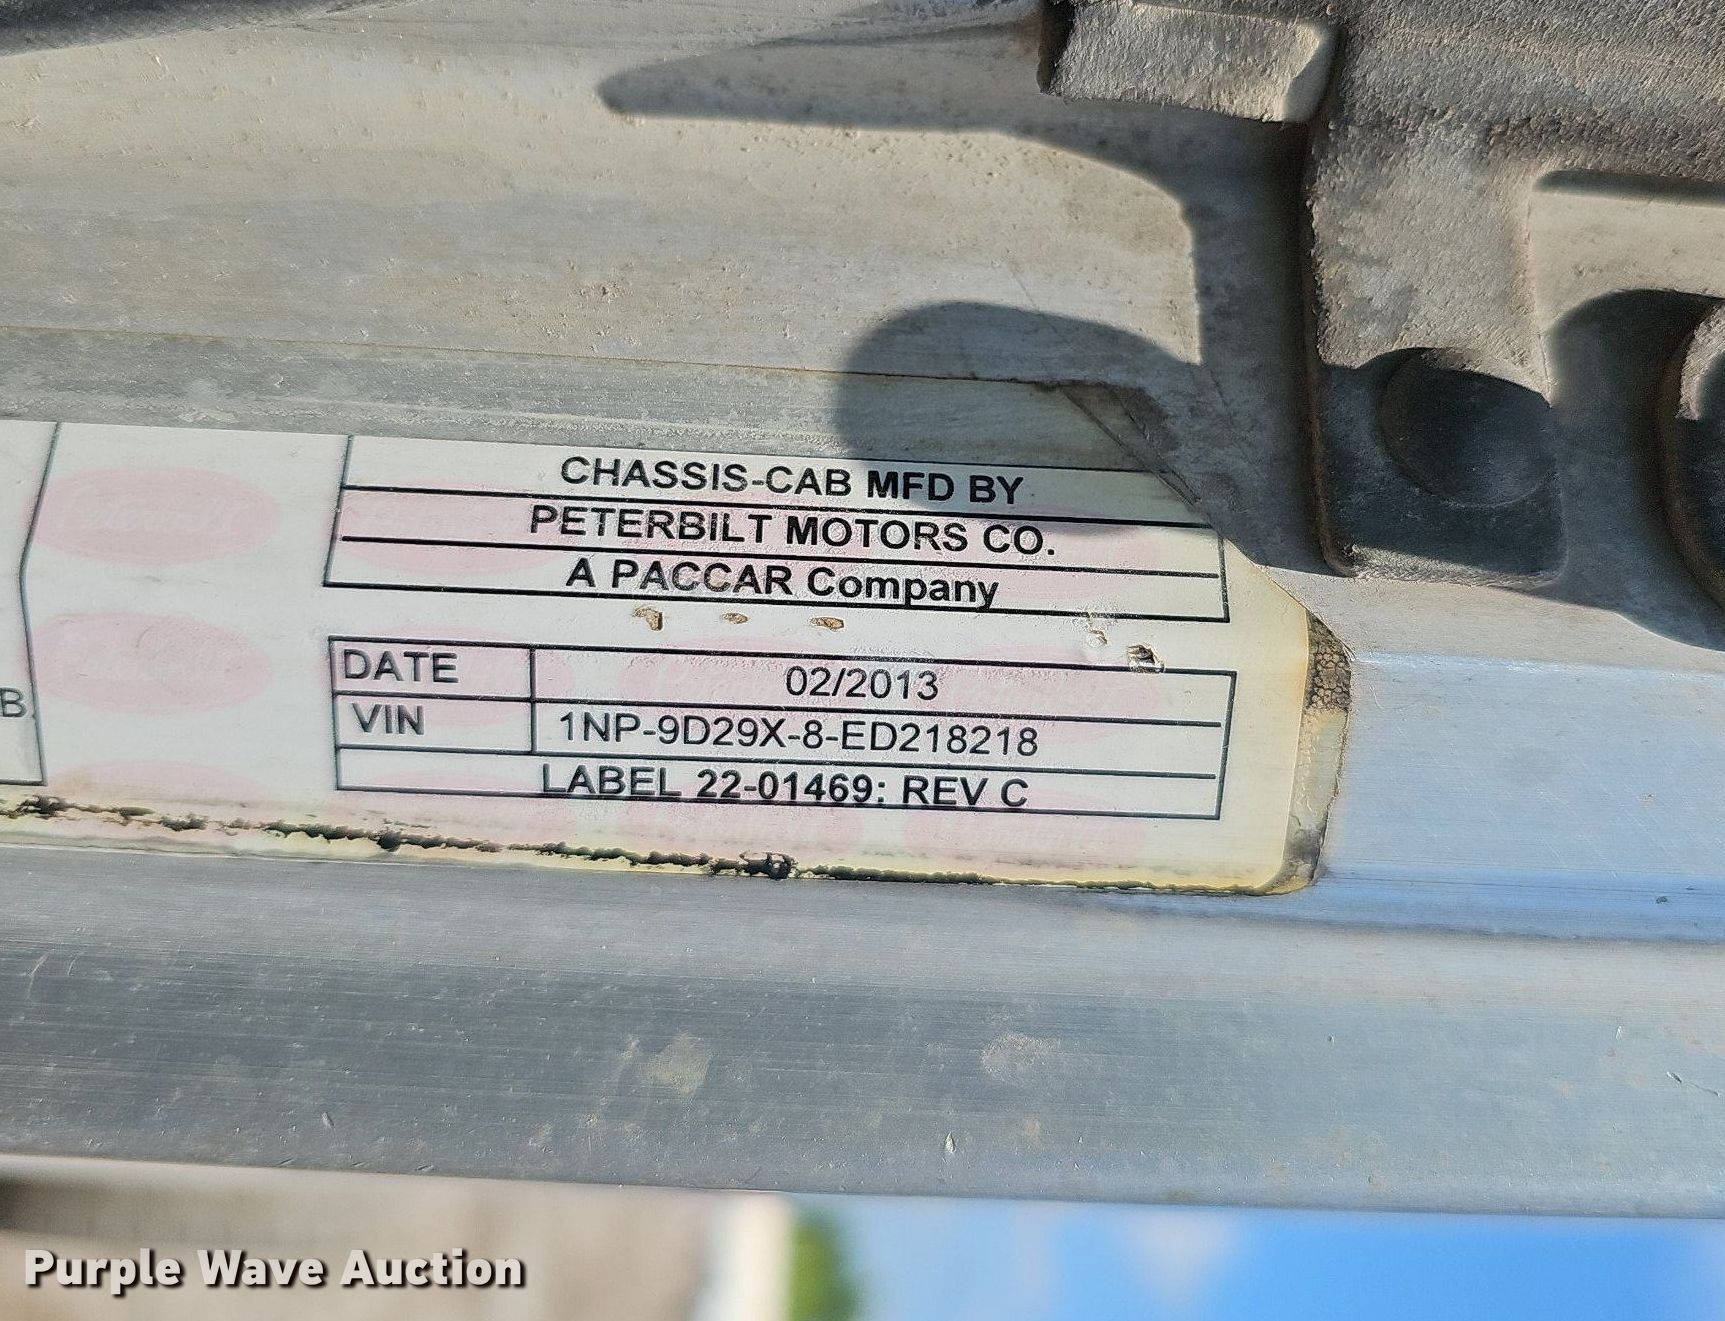 CHASSIS-CAB MFD BY
PETERBILT MOTORS CO.
A PACCAR Company
DATE 02/2013
VIN 1NP-9D29X-8-ED218218
LABEL 22-01469: REV C
B
Purple Wave Auction